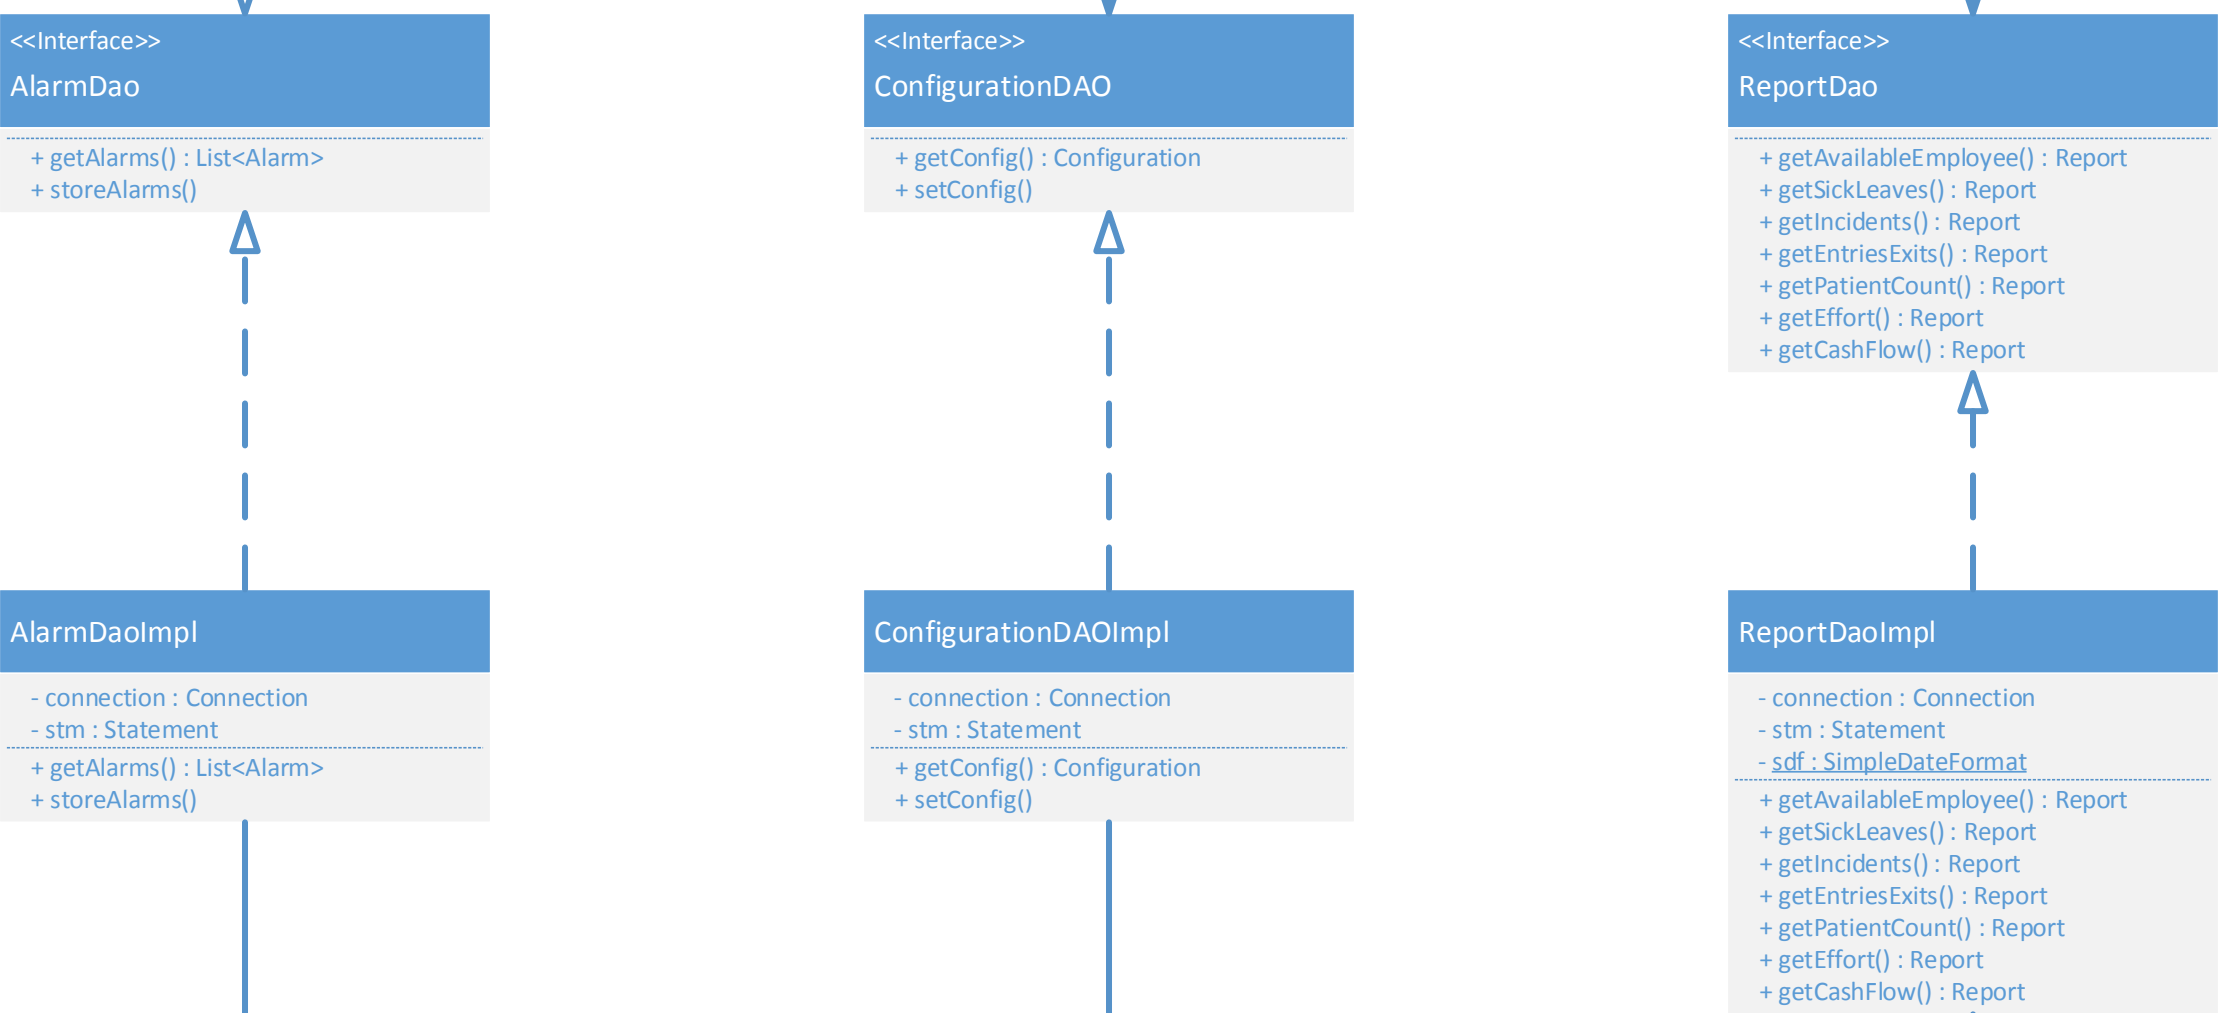 <<Interface>>
AlarmDao
+ getAlarms() : List<Alarm>
+ storeAlarms()
<<Interface>>
ConfigurationDAO
+ getConfig() : Configuration
+ setConfig()
<<Interface>>
ReportDao
+ getAvailableEmployee() : Report
+ getSickLeaves() : Report
+ getIncidents() : Report
+ getEntriesExits() : Report
+ getPatientCount() : Report
+ getEffort() : Report
+ getCashFlow() : Report
AlarmDaoImpl
- connection : Connection
- stm : Statement
+ getAlarms() : List<Alarm>
+ storeAlarms()
ConfigurationDAOImpl
- connection : Connection
- stm : Statement
+ getConfig() : Configuration
+ setConfig()
ReportDaoImpl
- connection : Connection
- stm : Statement
- sdf : SimpleDateFormat
+ getAvailableEmployee() : Report
+ getSickLeaves() : Report
+ getIncidents() : Report
+ getEntriesExits() : Report
+ getPatientCount() : Report
+ getEffort() : Report
+ getCashFlow() : Report